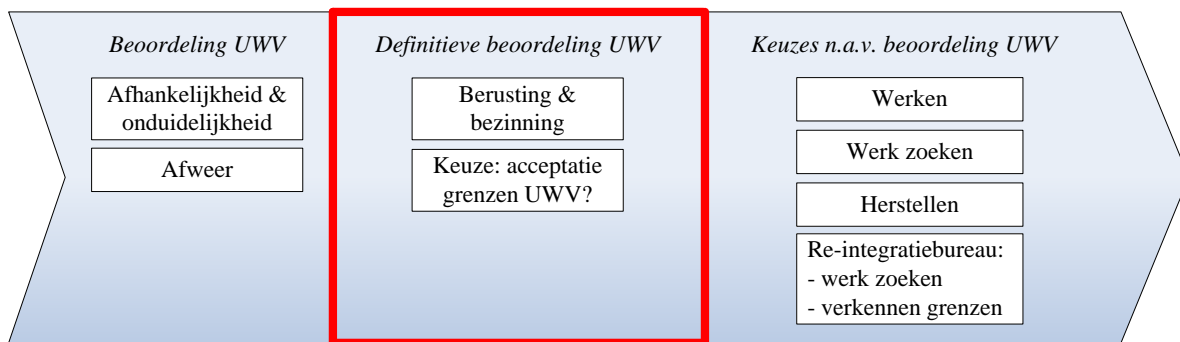 Beoordeling UWV
Afhankelijkheid &
onduidelijkheid
Afweer
Definitieve beoordeling UWV
Berusting &
bezinning
Keuze: acceptatie
grenzen UWV?
Keuzes n.a.v. beoordeling UWV
Werken
Werk zoeken
Herstellen
Re-integratiebureau:
- werk zoeken
- verkennen grenzen